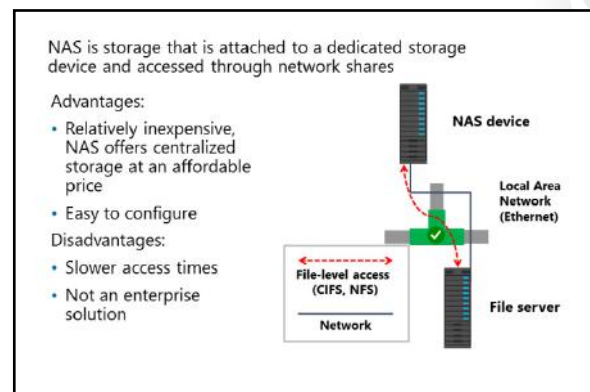 NAS is storage that is attached to a dedicated storage
device and accessed through network shares
Advantages:
• Relatively inexpensive,
NAS offers centralized
storage at an affordable
price
• Easy to configure
Disadvantages:
• Slower access times
• Not an enterprise
solution
NAS device
Local Area
Network
(Ethernet)
File-level access
(CIFS, NFS)
Network
File server